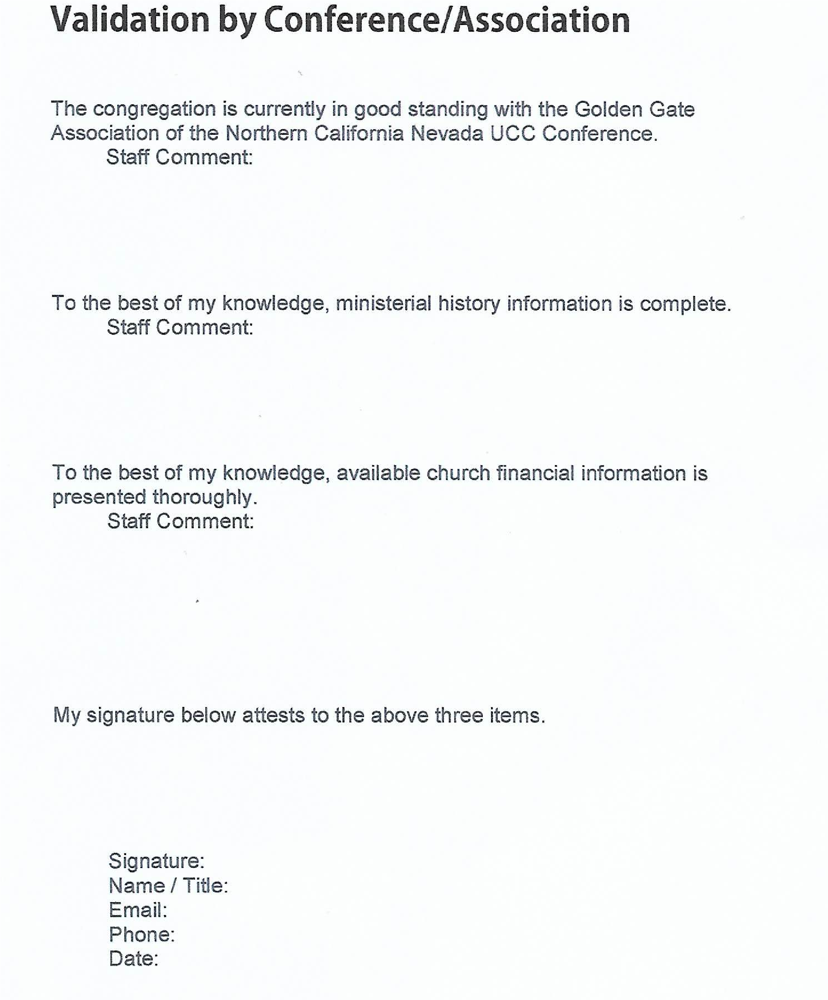 Validation by Conference/Association
The congregation is currently in good standing with the Golden Gate
Association of the Northern California Nevada UCC Conference.
Staff Comment:
To the best of my knowledge, ministerial history information is complete.
Staff Comment:
To the best of my knowledge, available church financial information is
presented thoroughly.
Staff Comment:
My signature below attests to the above three items.
Signature:
Name / Title:
Email:
Phone:
Date: